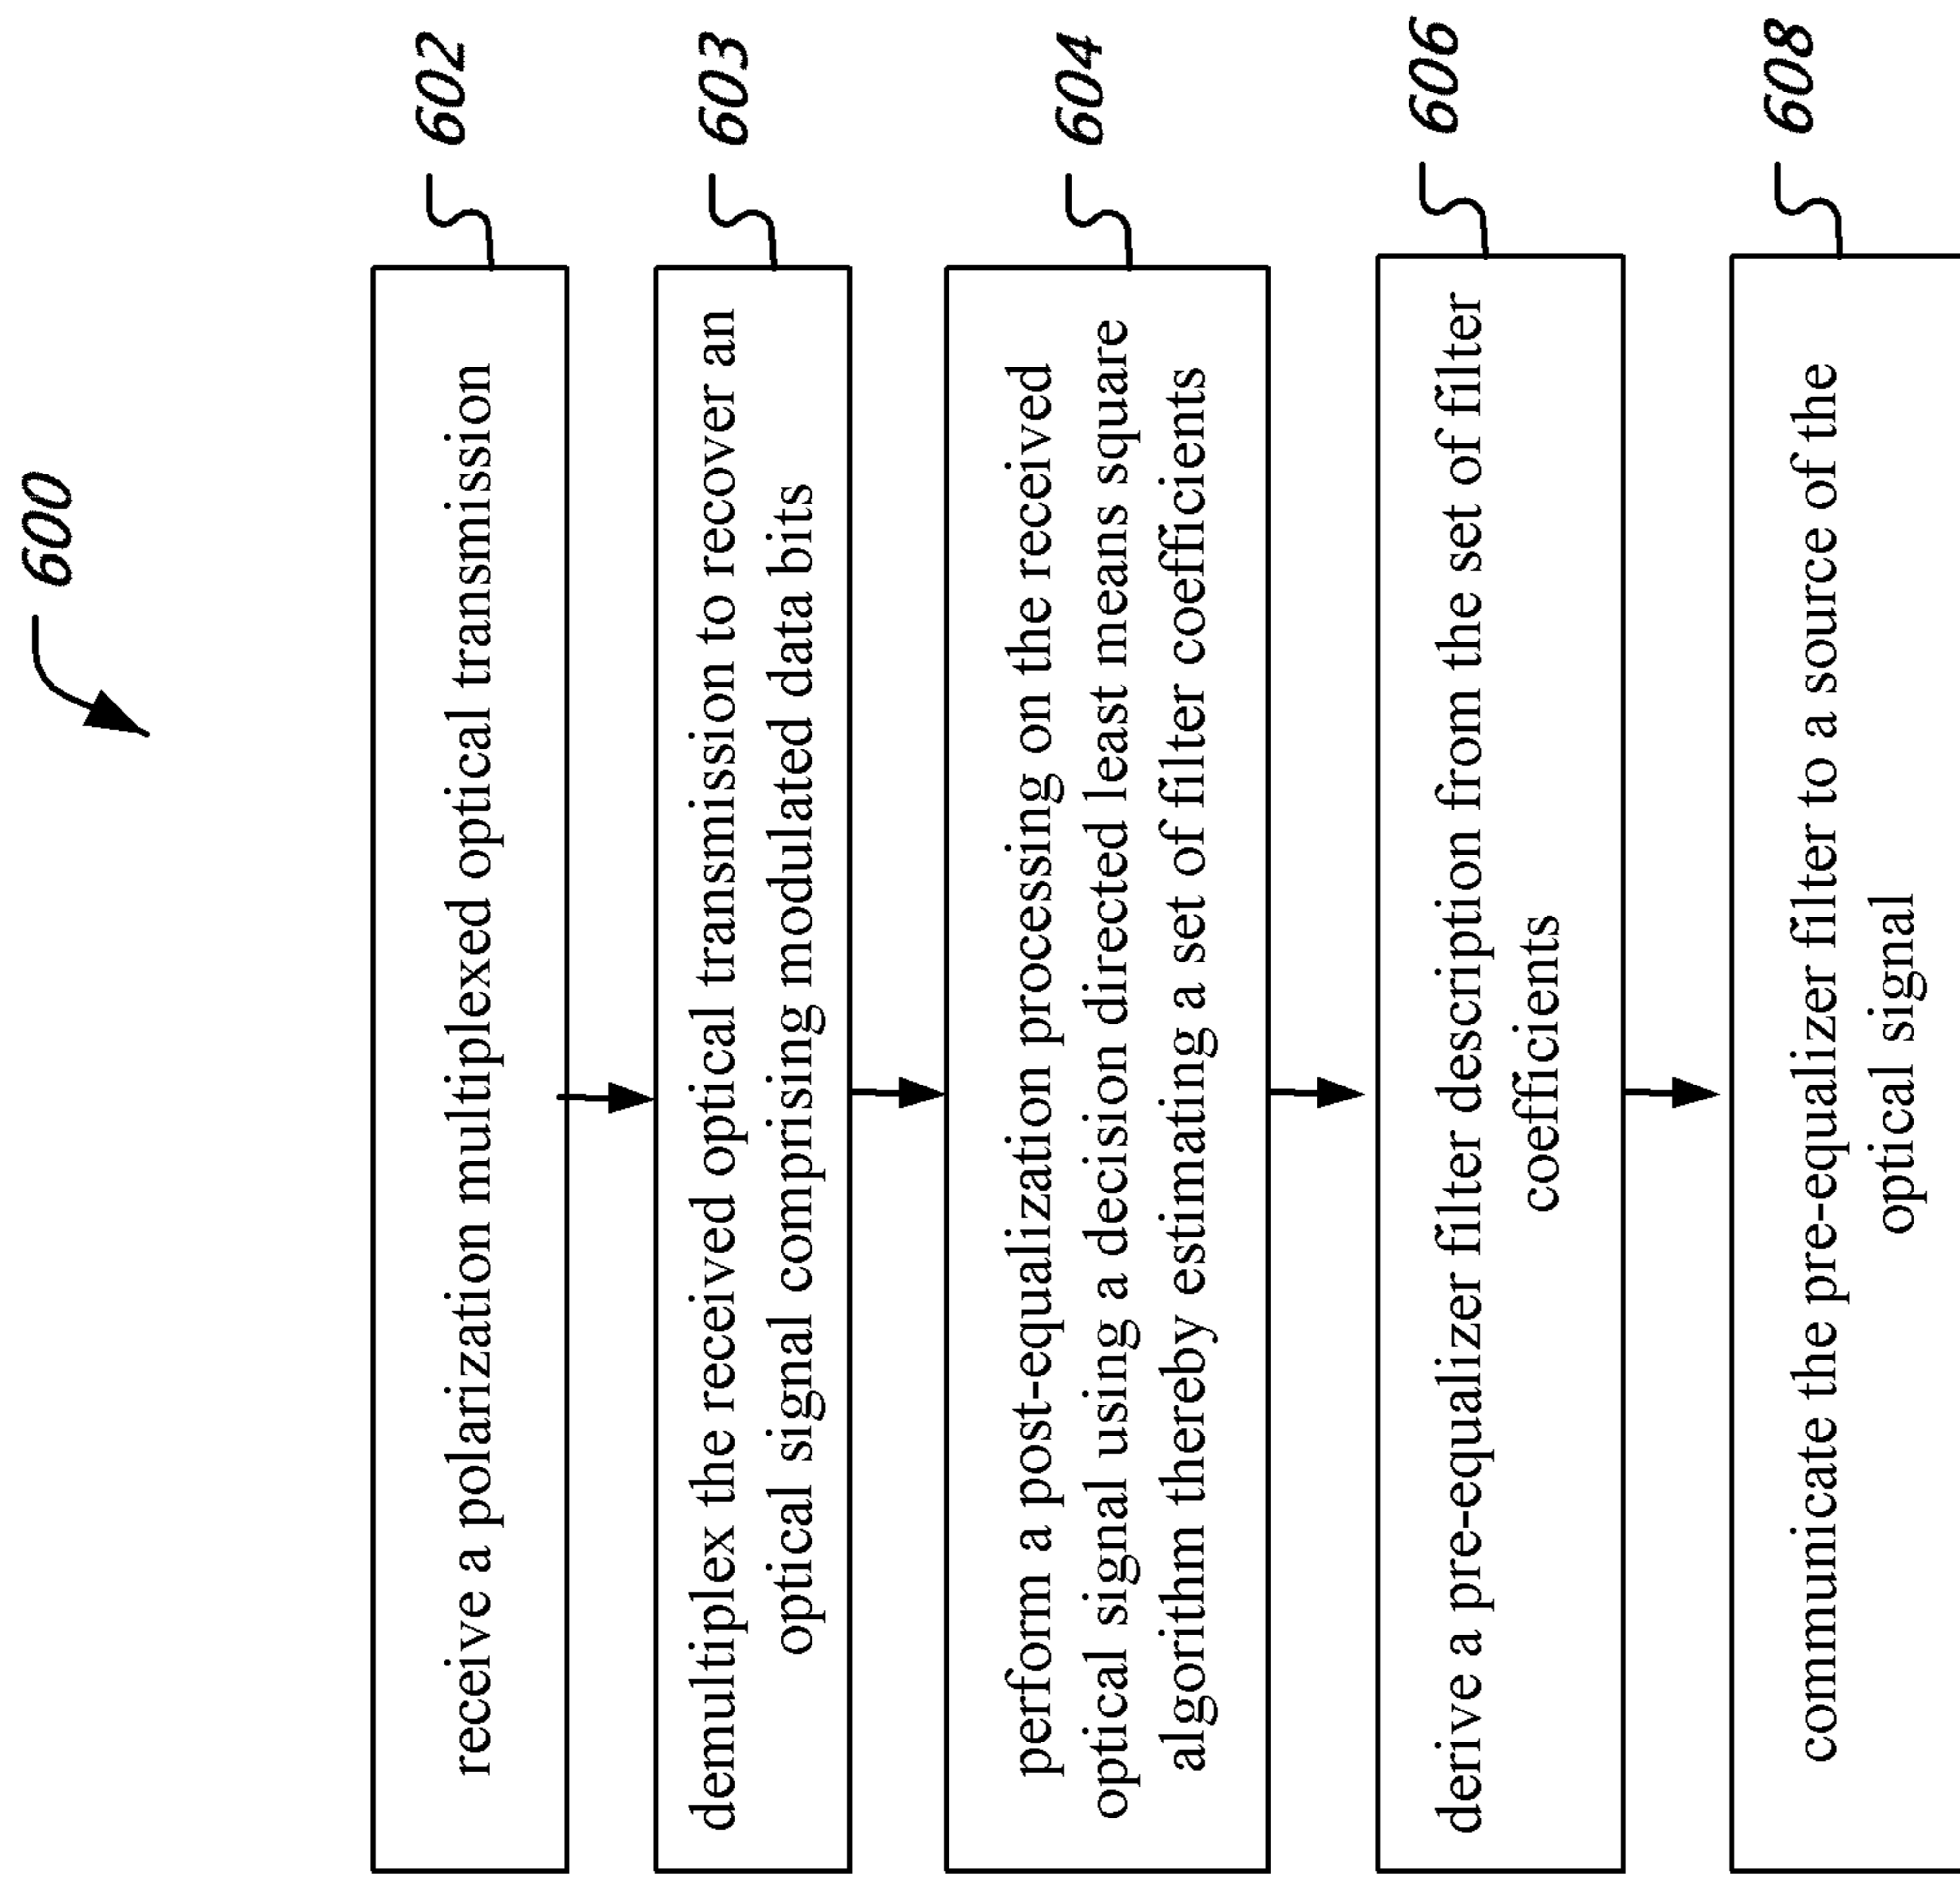 600
receive a polarization multiplexed optical transmission
602
demultiplex the received optical transmission to recover an
optical signal comprising modulated data bits
603
perform a post-equalization processing on the received
optical signal using a decision directed least means square
algorithm thereby estimating a set of filter coefficients
604
derive a pre-equalizer filter description from the set of filter
coefficients
606
communicate the pre-equalizer filter to a source of the
optical signal
608